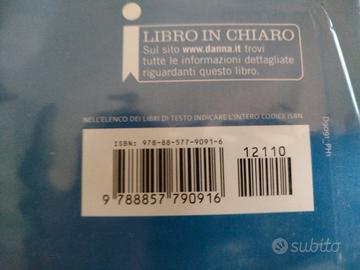 LIBRO IN CHIARO
Sul sito www.danna.it trovi
tutte le informazioni dettagliate
riguardanti questo libro.
NELL'ELENCO DEI LIBRI DI TESTO INDICARE L'INTERO CODICE ISBN
ISBN: 978-88-577-9091-6
12110
9 788857 790916
D9091_PH1
subito